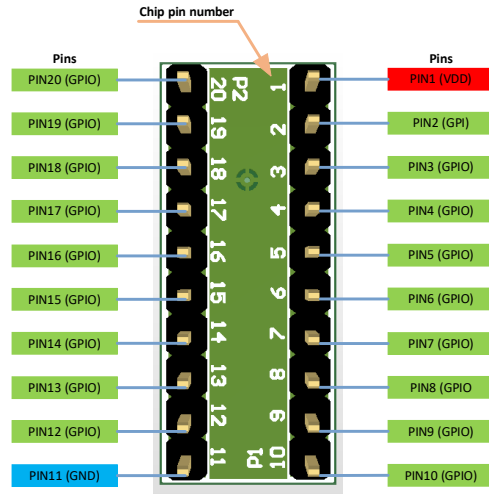 Chip pin number
Pins
Pins
PIN20 (GPIO)
20
P2
1
PIN1 (VDD)
PIN19 (GPIO)
19
2
PIN2 (GPI)
PIN18 (GPIO)
18
3
PIN3 (GPIO)
PIN17 (GPIO)
17
4
PIN4 (GPIO)
PIN16 (GPIO)
16
5
PIN5 (GPIO)
PIN15 (GPIO)
15
6
PIN6 (GPIO)
PIN14 (GPIO)
14
7
PIN7 (GPIO)
PIN13 (GPIO)
13
8
PIN8 (GPIO
PIN12 (GPIO)
12
9
PIN9 (GPIO)
PIN11 (GND)
11
P1
10
PIN10 (GPIO)